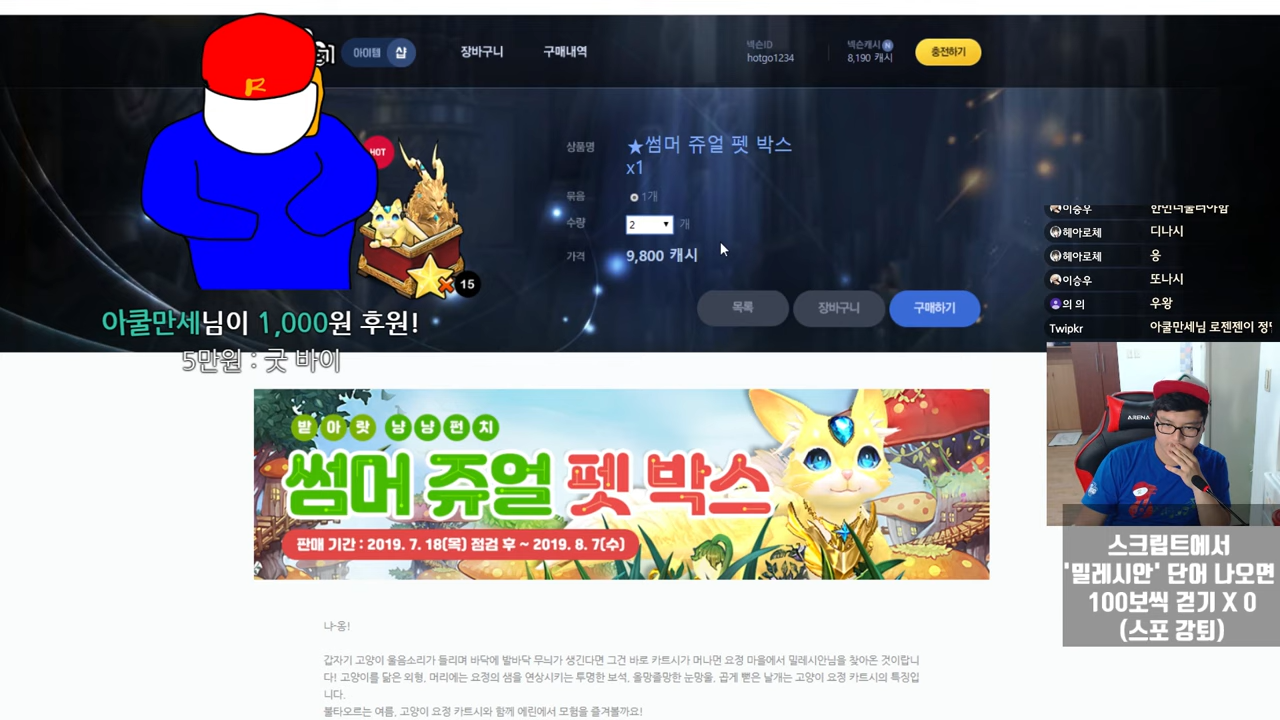 아이템 샵
장바구니
구매내역
넥슨ID
hotgo1234
넥슨캐시 N
8,190 캐시
충전하기
R
HOT
15
상품명
★썸머 쥬얼 펫 박스
x1
묶음
1개
수량
2
개
가격
9,800 캐시
목록
장바구니
구매하기
아쿨만세님이 1,000원 후원!
5만원 : 굿 바이
이승우
헤아로체 디나시
헤아로체 응
이승우 또나시
의 의 우왕
Twipkr 아쿨만세님 로젠젠이 정
ARENA
스크립트에서
'밀레시안' 단어 나오면
100보씩 걷기 X 0
(스포 강퇴)
받아랏 냥냥펀치
썸머 쥬얼 펫 박스
판매 기간 : 2019. 7. 18(목) 점검 후 ~ 2019. 8. 7(수)
냐-옹!
갑자기 고양이 울음소리가 들리며 바닥에 발바닥 무늬가 생긴다면 그건 바로 카트시가 머나면 요정 마을에서 밀레시안님을 찾아온 것이랍니
다! 고양이를 닮은 외형, 머리에는 요정의 샘을 연상시키는 투명한 보석, 올망졸망한 눈망울, 곱게 뻗은 날개는 고양이 요정 카트시의 특징입
니다.
불타오르는 여름, 고양이 요정 카트시와 함께 에린에서 모험을 즐겨볼까요!